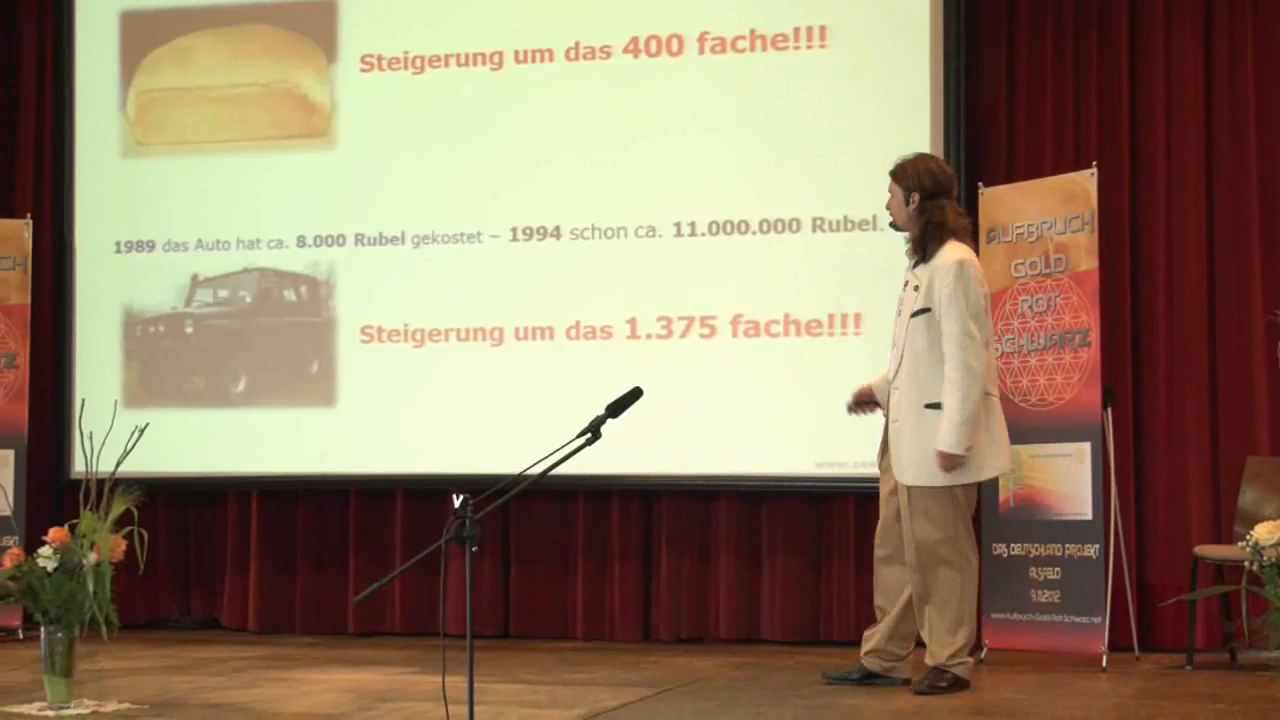 Steigerung um das 400 fache!!!
1989 das Auto hat ca. 8.000 Rubel gekostet – 1994 schon ca. 11.000.000 Rubel.
Steigerung um das 1.375 fache!!!
AUFBRUCH
GOLD
ROT
SCHWARZ
DAS DEUTSCHLAND PROJEKT
ALSFELD
www.Aufbruch-Gold-Rot-Schwarz.net
CH
Z
V